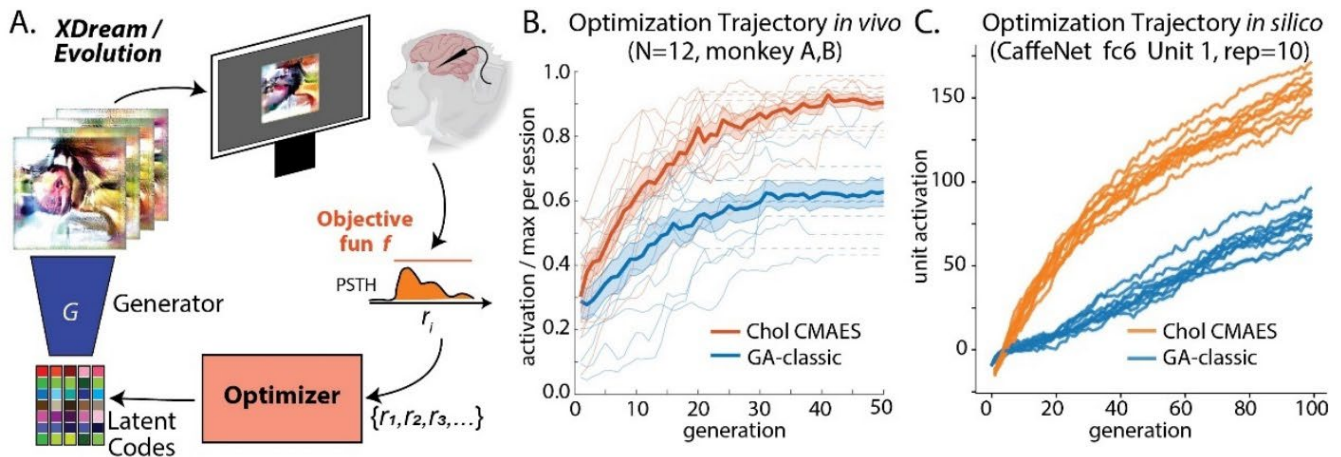 A.
XDream /
Evolution
Objective
fun f
PSTH
r_i
G
Generator
Optimizer
{r₁,r₂,r₃,...}
Latent
Codes
B.
Optimization Trajectory in vivo
(N=12, monkey A,B)
activation / max per session
1.0
0.8
0.6
0.4
0.2
0.0
Chol CMAES
GA-classic
0
10
20
30
40
50
generation
C.
Optimization Trajectory in silico
(CaffeNet fc6 Unit 1, rep=10)
unit activation
150
100
50
0
Chol CMAES
GA-classic
0
20
40
60
80
100
generation